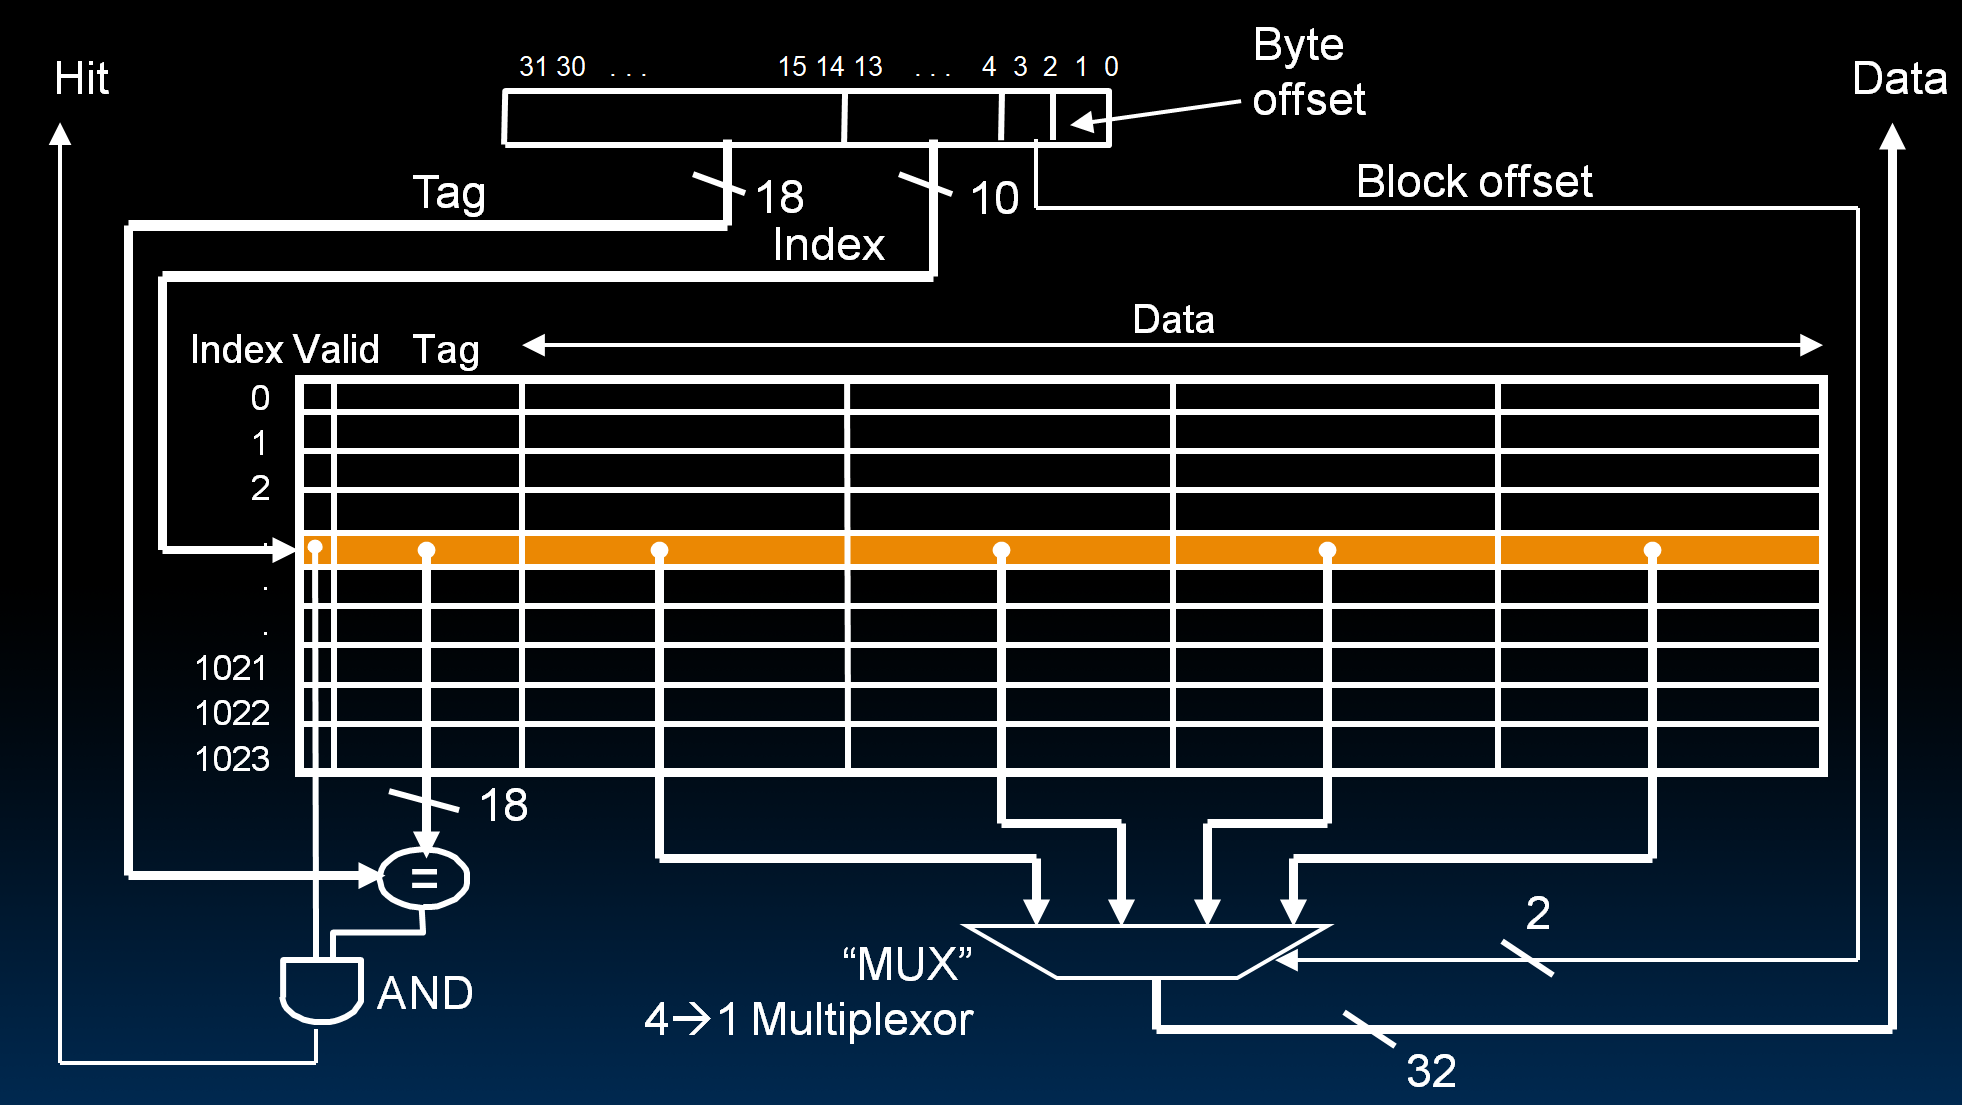 Hit
31 30 . . . 15 14 13 . . . 4 3 2 1 0
Byte
offset
Data
Tag
18
10
Block offset
Index
Data
Index Valid Tag
0
1
2
.
.
.
1021
1022
1023
18
=
AND
“MUX”
4→1 Multiplexor
2
32